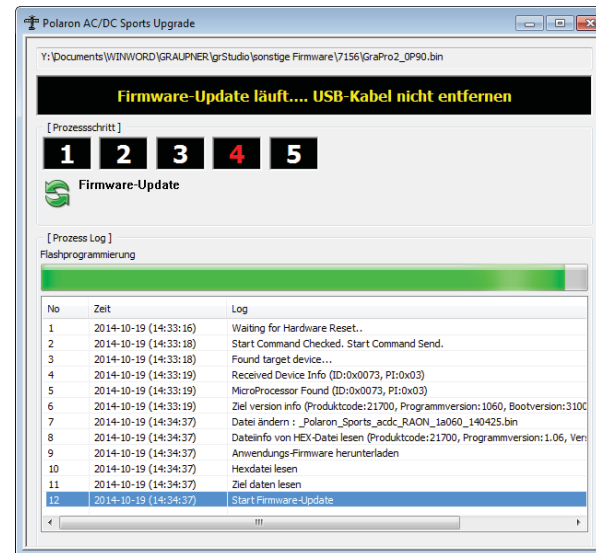 Polaron AC/DC Sports Upgrade
Y:\Documents\WINWORD\GRAUPNER\grStudio\sonstige Firmware\7156\GraPro2_0P90.bin
Firmware-Update läuft.... USB-Kabel nicht entfernen
[ Prozessschritt ]
1 2 3 4 5
Firmware-Update
[ Prozess Log ]
Flashprogrammierung
No Zeit Log
1 2014-10-19 (14:33:16) Waiting for Hardware Reset..
2 2014-10-19 (14:33:18) Start Command Checked. Start Command Send.
3 2014-10-19 (14:33:18) Found target device...
4 2014-10-19 (14:33:19) Received Device Info (ID:0x0073, PI:0x03)
5 2014-10-19 (14:33:19) MicroProcessor Found (ID:0x0073, PI:0x03)
6 2014-10-19 (14:33:19) Ziel version info (Produktcode:21700, Programmversion:1060, Bootversion:3100
7 2014-10-19 (14:34:37) Datei ändern : _Polaron_Sports_acdc_RAON_1a060_140425.bin
8 2014-10-19 (14:34:37) Dateiinfo von HEX-Datei lesen (Produktcode:21700, Programmversion:1.06, Ver:
9 2014-10-19 (14:34:37) Anwendungs-Firmware herunterladen
10 2014-10-19 (14:34:37) Hexdatei lesen
11 2014-10-19 (14:34:37) Ziel daten lesen
12 2014-10-19 (14:34:37) Start Firmware-Update